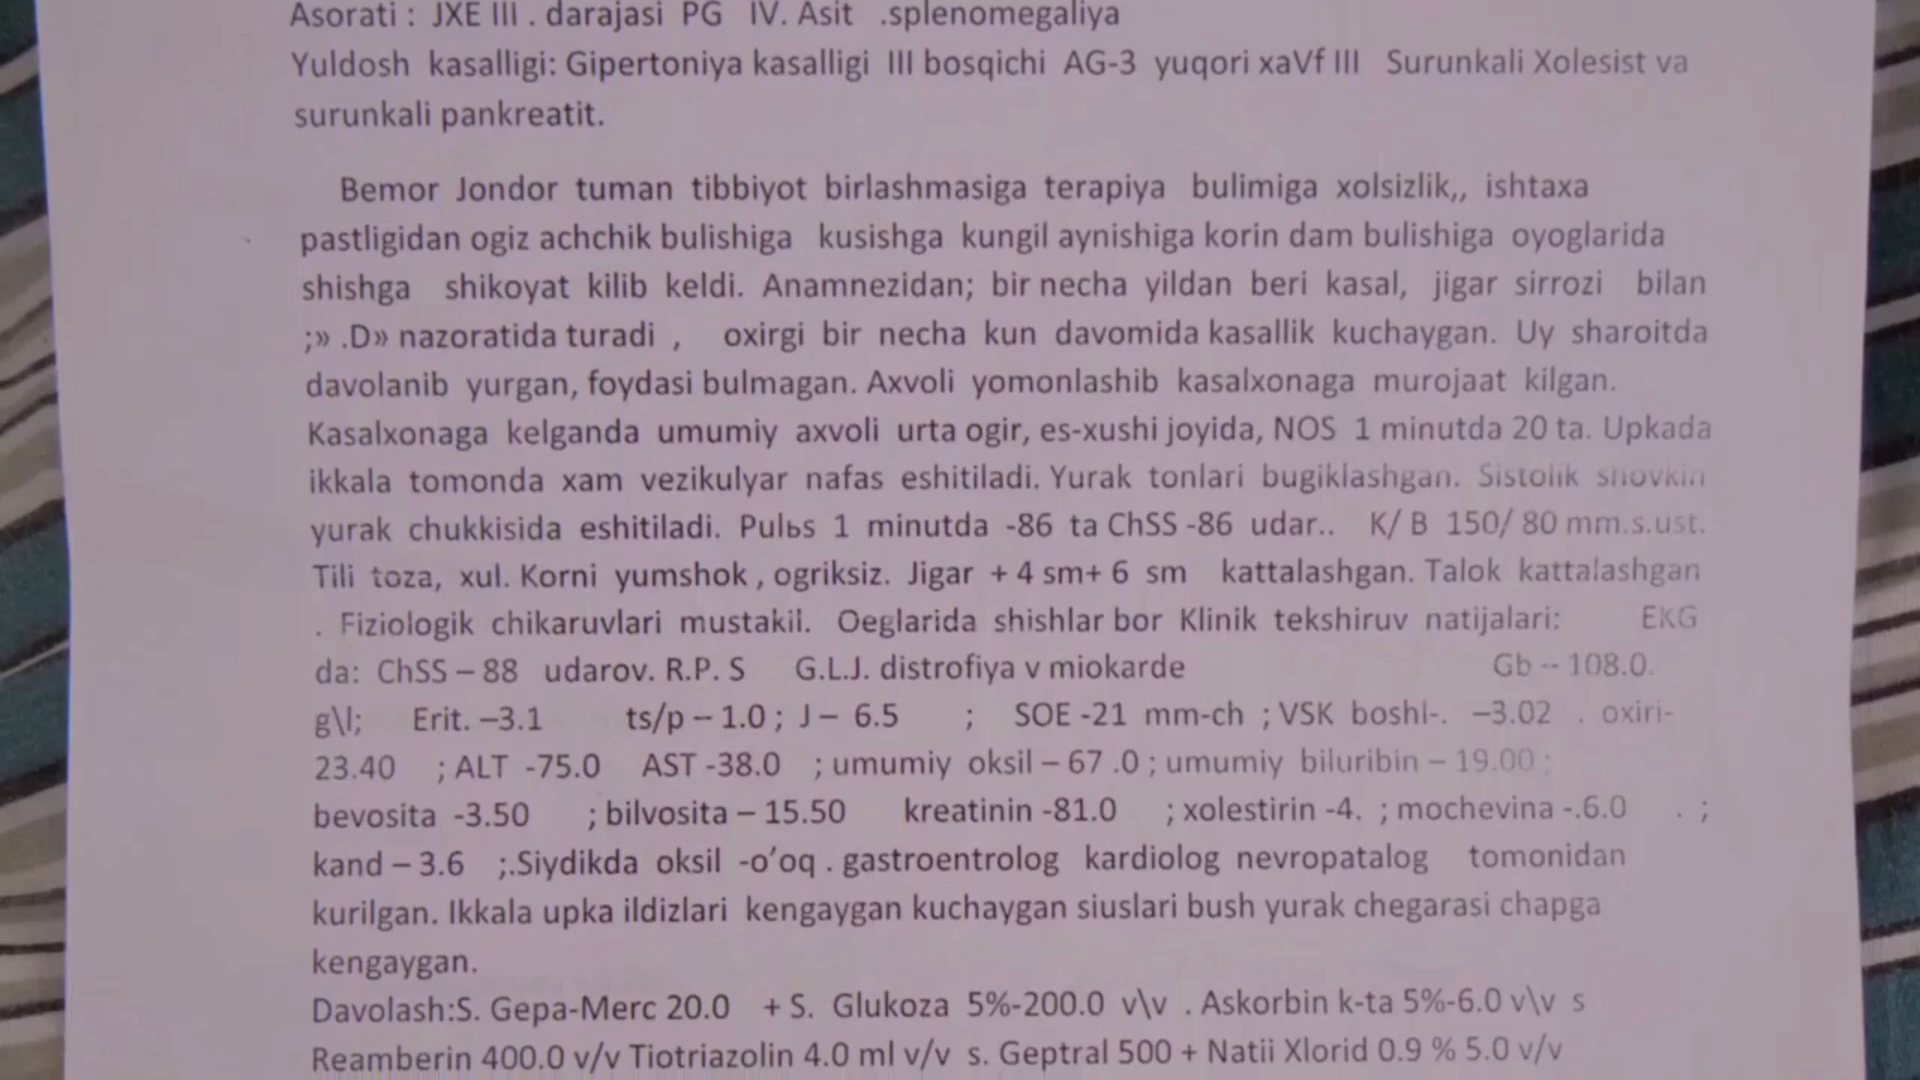 Asorati : JXE III . darajasi PG IV. Asit .splenomegaliya
Yuldosh kasalligi: Gipertoniya kasalligi III bosqichi AG-3 yuqori xaVf III Surunkali Xolesist va
surunkali pankreatit.
Bemor Jondor tuman tibbiyot birlashmasiga terapiya bulimiga xolsizlik,, ishtaxa
pastligidan ogiz achchik bulishiga kusishga kungil aynishiga korin dam bulishiga oyoglarida
shishga shikoyat kilib keldi. Anamnezidan; bir necha yildan beri kasal, jigar sirrozi bilan
;» .D» nazoratida turadi , oxirgi bir necha kun davomida kasallik kuchaygan. Uy sharoitda
davolanib yurgan, foydasi bulmagan. Axvoli yomonlashib kasalxonaga murojaat kilgan.
Kasalxonaga kelganda umumiy axvoli urta ogir, es-xushi joyida, NOS 1 minutda 20 ta. Upkada
ikkala tomonda xam vezikulyar nafas eshitiladi. Yurak tonlari bugiklashgan. Sistolik shovkin
yurak chukkisida eshitiladi. Pulьs 1 minutda -86 ta ChSS -86 udar.. K/ B 150/ 80 mm.s.ust.
Tili toza, xul. Korni yumshok , ogriksiz. Jigar + 4 sm+ 6 sm kattalashgan. Talok kattalashgan
. Fiziologik chikaruvlari mustakil. Oeglarida shishlar bor Klinik tekshiruv natijalari: EKG
da: ChSS – 88 udarov. R.P. S G.L.J. distrofiya v miokarde Gb -- 108.0.
g\l; Erit. –3.1 ts/p – 1.0 ; J – 6.5 ; SOE -21 mm-ch ; VSK boshl-. –3.02 . oxiri-
23.40 ; ALT -75.0 AST -38.0 ; umumiy oksil – 67 .0 ; umumiy biluribin – 19.00 ;
bevosita -3.50 ; bilvosita – 15.50 kreatinin -81.0 ; xolestirin -4. ; mochevina -.6.0 . ;
kand – 3.6 ;.Siydikda oksil -o’oq . gastroentrolog kardiolog nevropatalog tomonidan
kurilgan. Ikkala upka ildizlari kengaygan kuchaygan siuslari bush yurak chegarasi chapga
kengaygan.
Davolash:S. Gepa-Merc 20.0 + S. Glukoza 5%-200.0 v\v . Askorbin k-ta 5%-6.0 v\v s
Reamberin 400.0 v/v Tiotriazolin 4.0 ml v/v s. Geptral 500 + Natii Xlorid 0.9 % 5.0 v/v